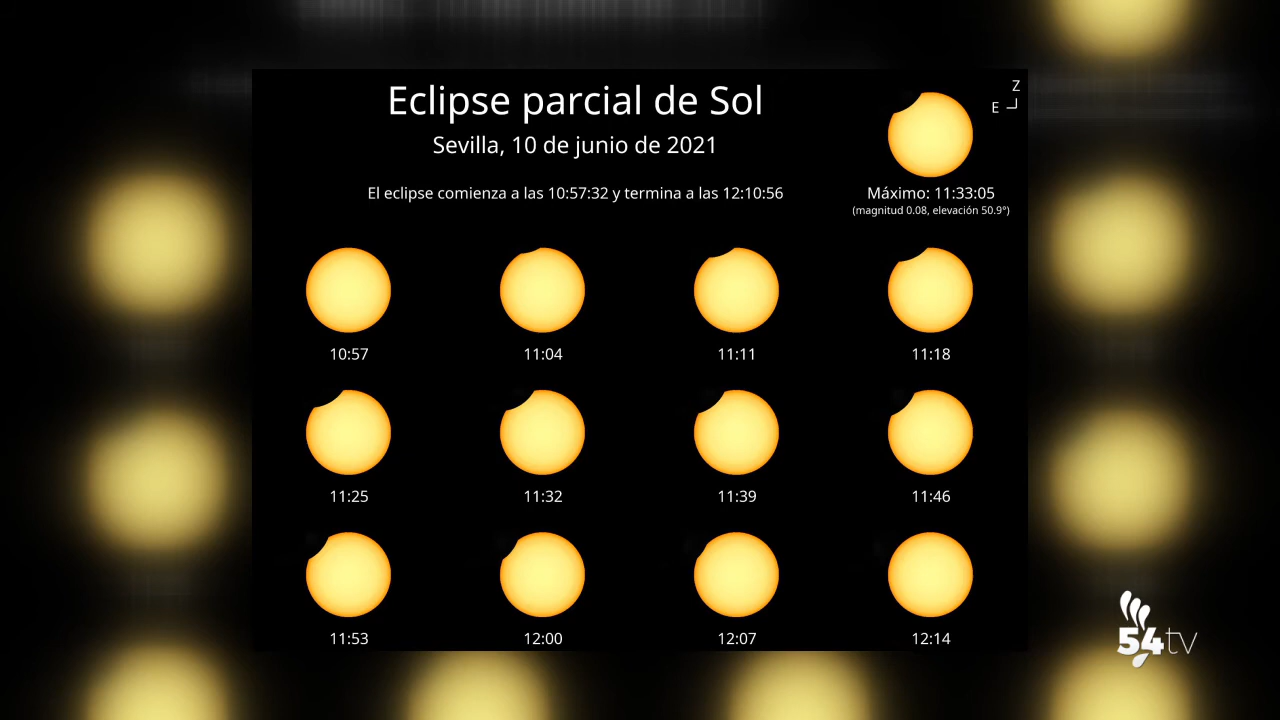 Eclipse parcial de Sol
Sevilla, 10 de junio de 2021
El eclipse comienza a las 10:57:32 y termina a las 12:10:56
Z
E
Máximo: 11:33:05
(magnitud 0.08, elevación 50.9°)
10:57 11:04 11:11 11:18
11:25 11:32 11:39 11:46
11:53 12:00 12:07 12:14
54tv